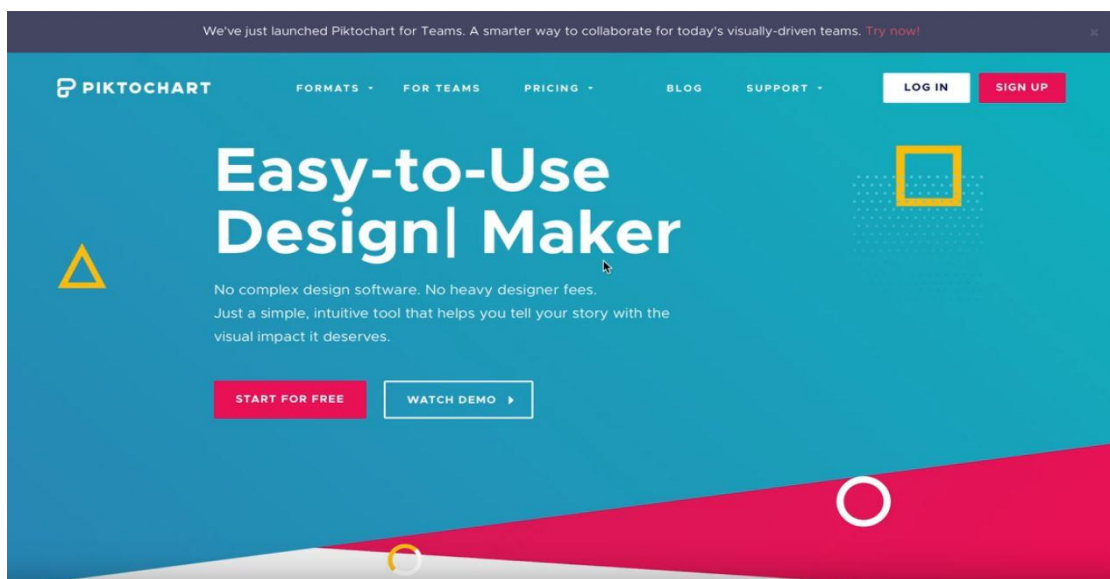 We've just launched Piktochart for Teams. A smarter way to collaborate for today's visually-driven teams. Try now!
×
PIKTOCHART FORMATS FOR TEAMS PRICING BLOG SUPPORT LOG IN SIGN UP
Easy-to-Use
Design| Maker
No complex design software. No heavy designer fees.
Just a simple, intuitive tool that helps you tell your story with the
visual impact it deserves.
START FOR FREE WATCH DEMO